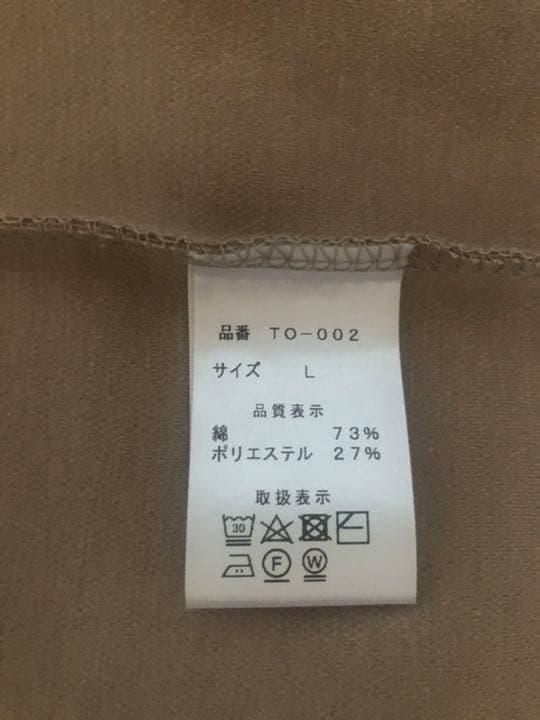 品番 TO-002
サイズ L
品質表示
綿 73%
ポリエステル 27%
取扱表示
30
F W